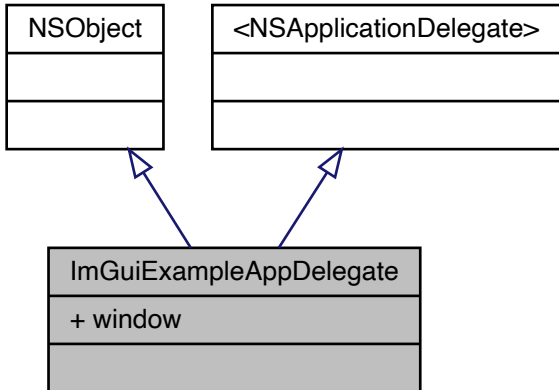 NSObject
<NSApplicationDelegate>
ImGuiExampleAppDelegate
+ window